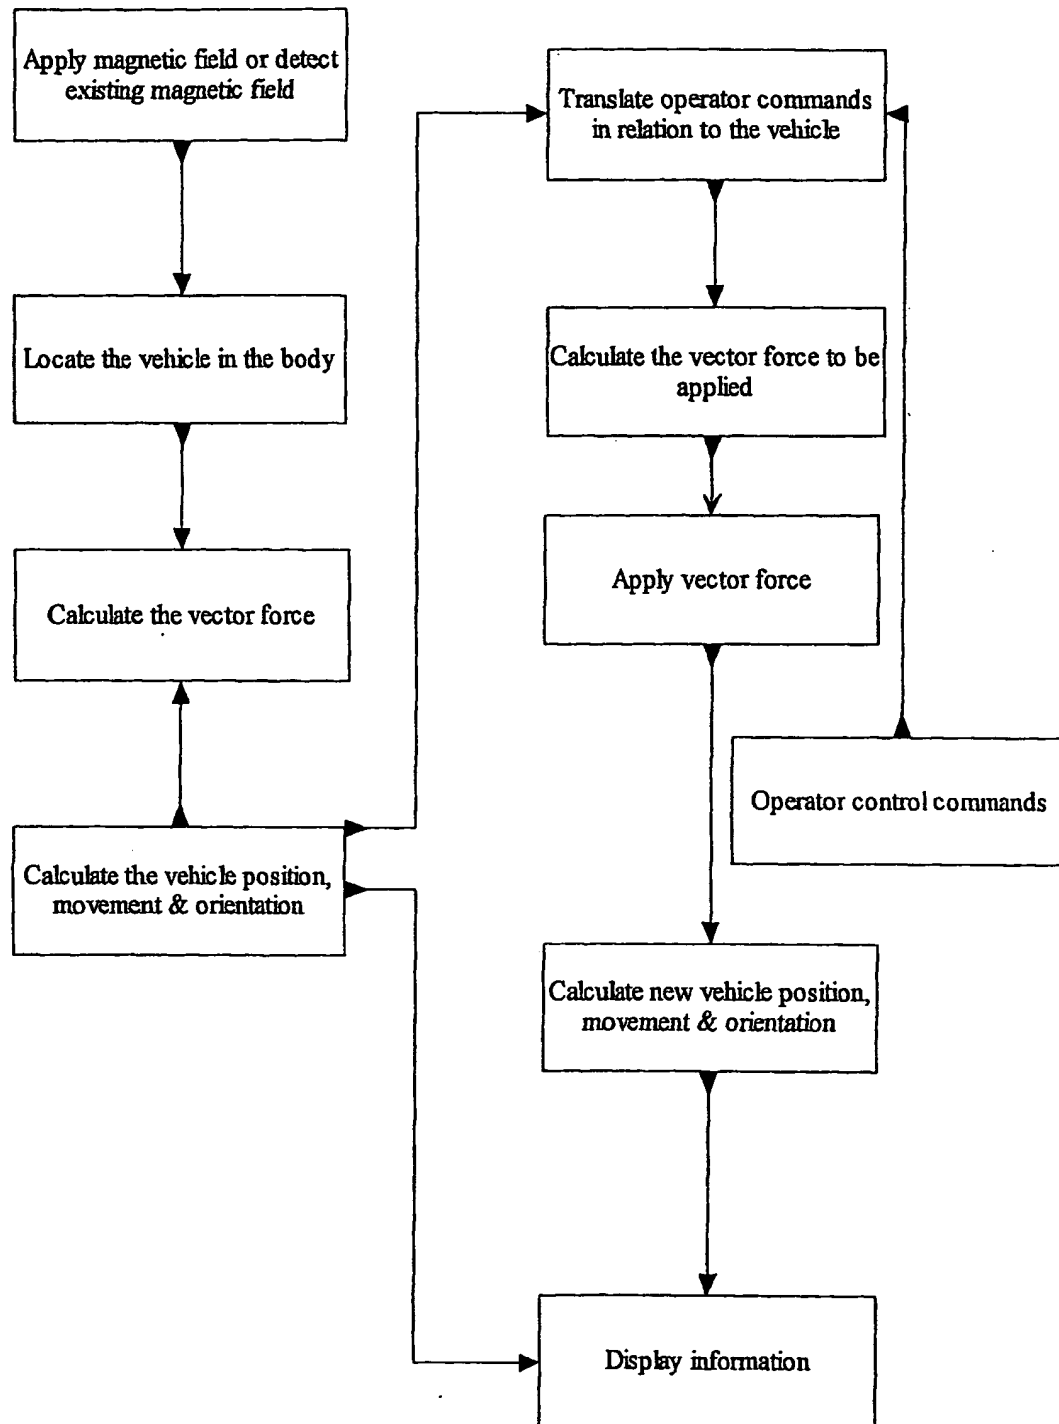 Apply magnetic field or detect
existing magnetic field
Locate the vehicle in the body
Calculate the vector force
Calculate the vehicle position,
movement & orientation
Translate operator commands
in relation to the vehicle
Calculate the vector force to be
applied
Apply vector force
Operator control commands
Calculate new vehicle position,
movement & orientation
Display information